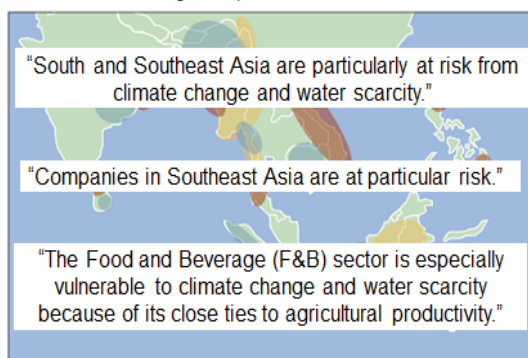 “South and Southeast Asia are particularly at risk from
climate change and water scarcity.”
“Companies in Southeast Asia are at particular risk.”
“The Food and Beverage (F&B) sector is especially
vulnerable to climate change and water scarcity
because of its close ties to agricultural productivity.”